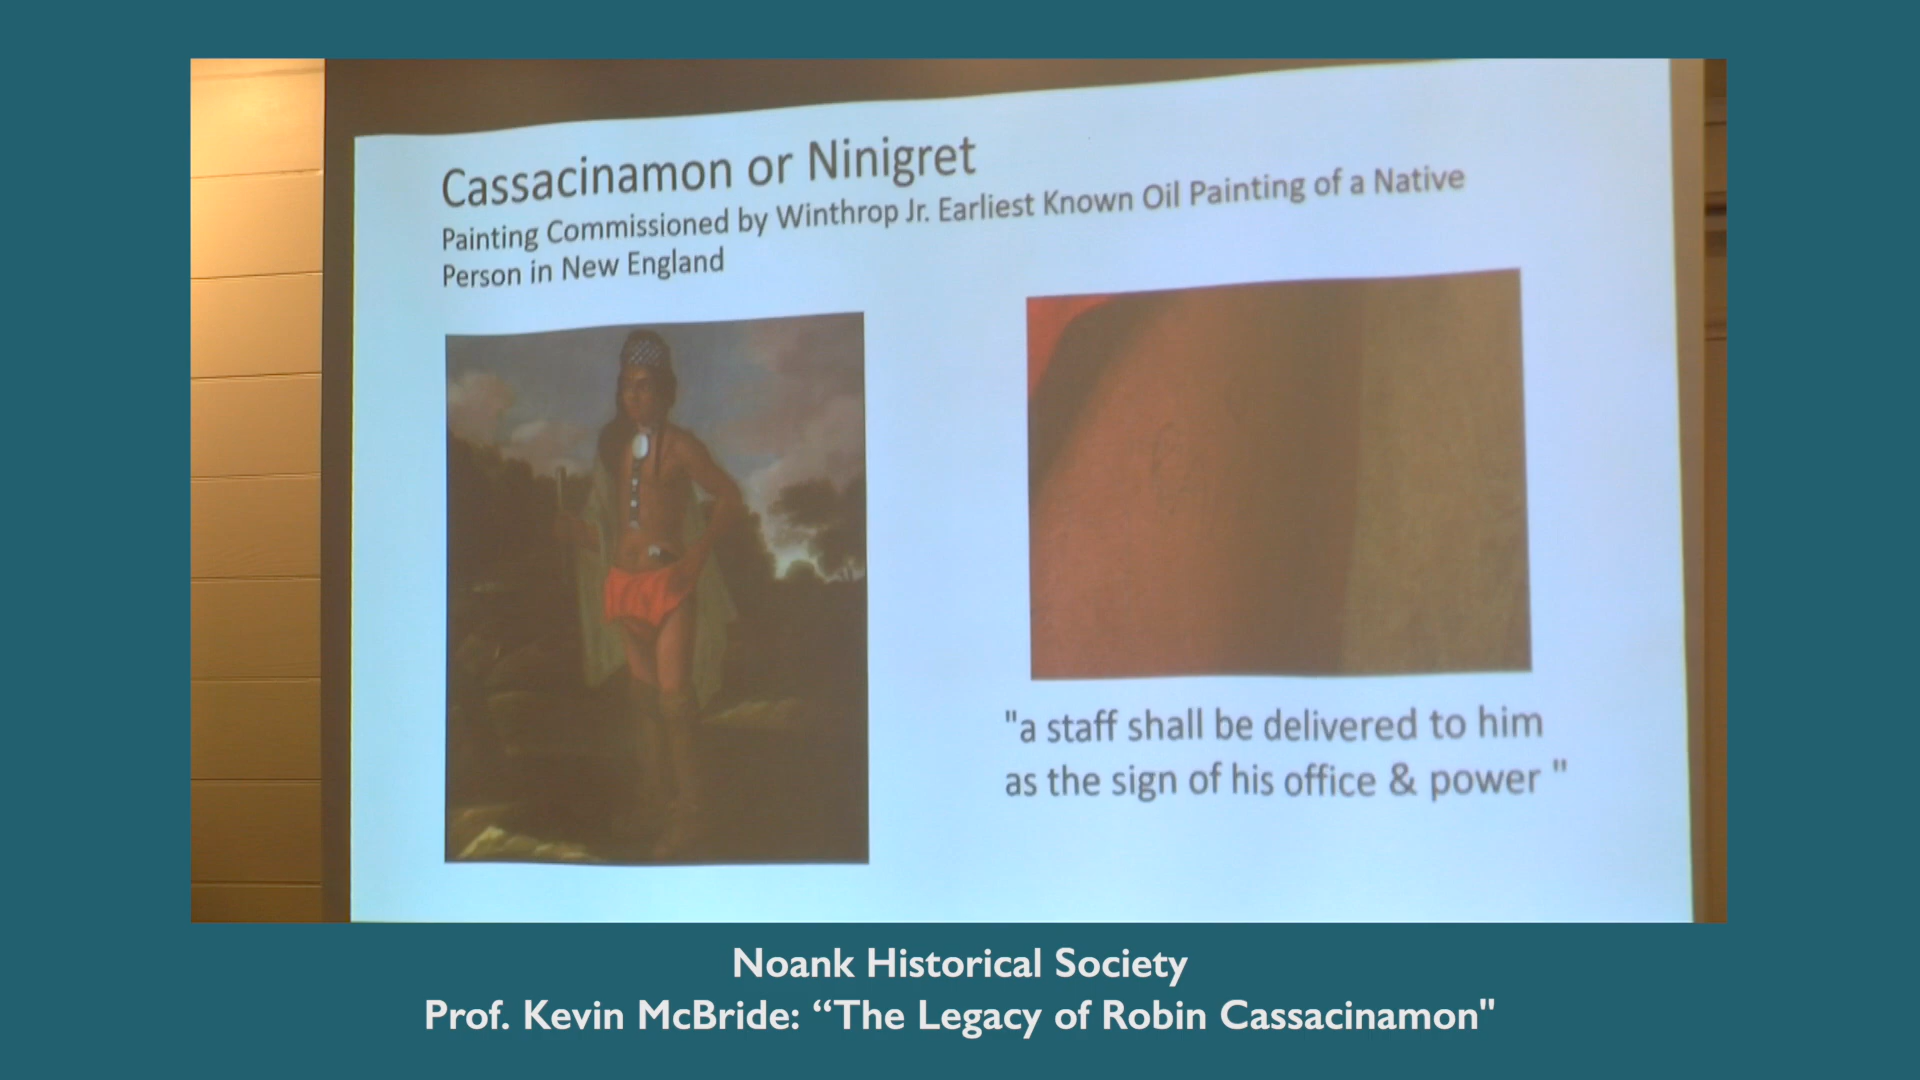 Cassacinamon or Ninigret
Painting Commissioned by Winthrop Jr. Earliest Known Oil Painting of a Native
Person in New England
"a staff shall be delivered to him
as the sign of his office & power "
Noank Historical Society
Prof. Kevin McBride: “The Legacy of Robin Cassacinamon"